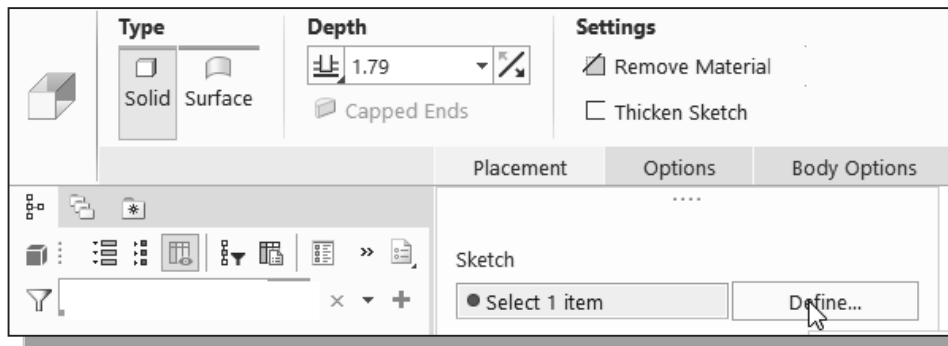 Type Depth Settings
1.79 Remove Material
Solid Surface
Capped Ends Thicken Sketch
Placement Options Body Options
Sketch
Select 1 item Define...